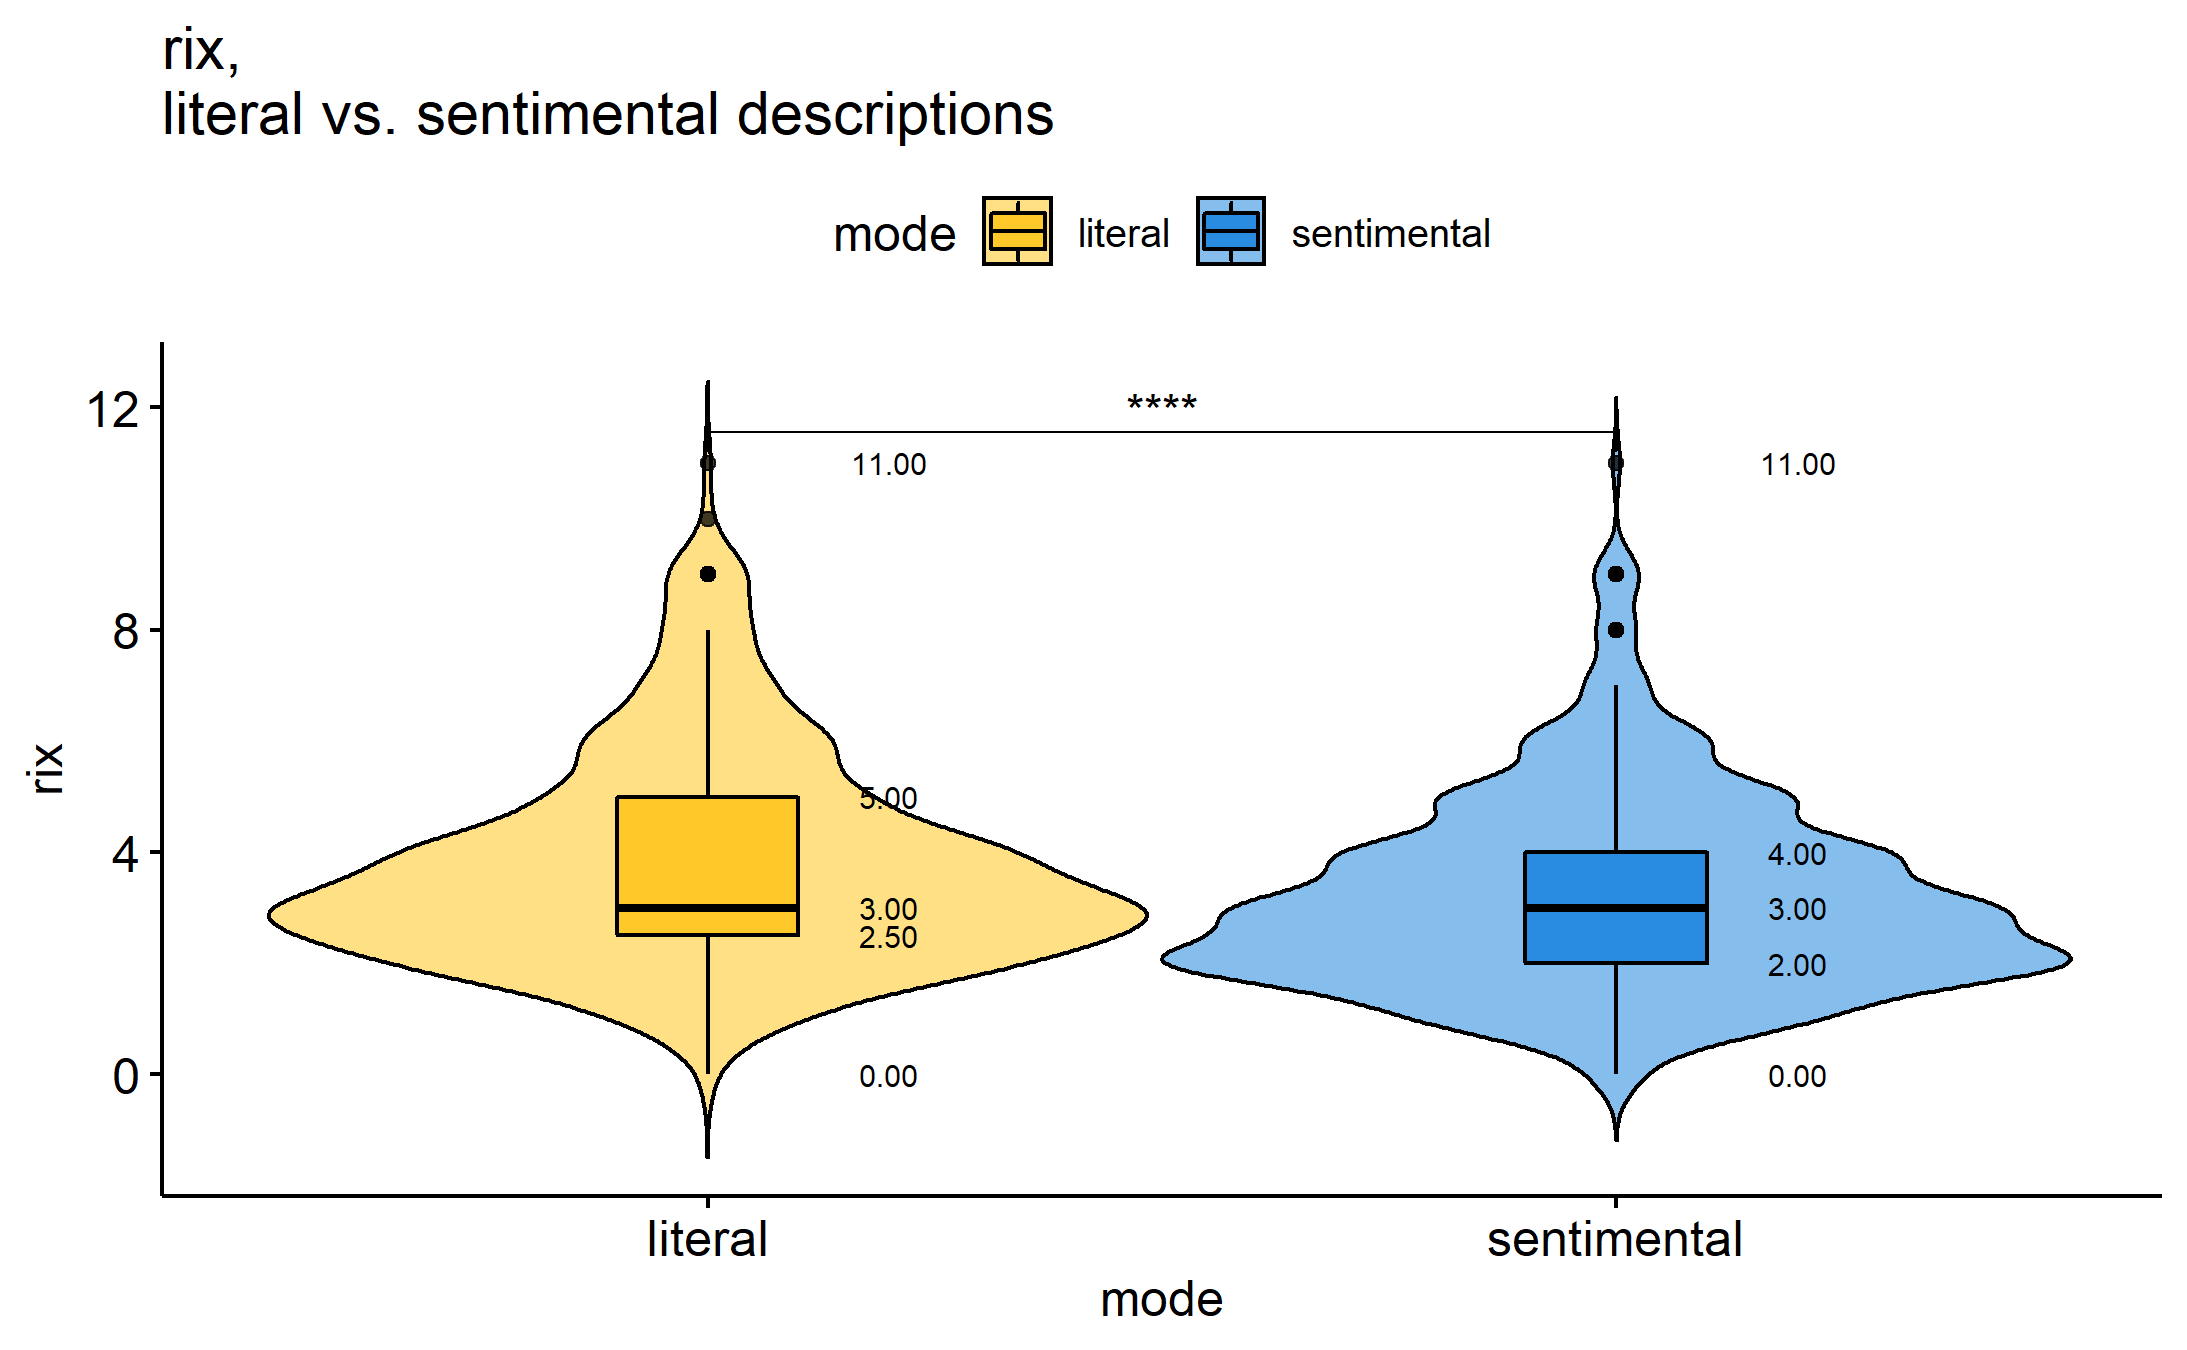 rix,
literal vs. sentimental descriptions
mode literal sentimental
12
8
4
0
rix
****
11.00
5.00
3.00
2.50
0.00
11.00
4.00
3.00
2.00
0.00
literal sentimental
mode